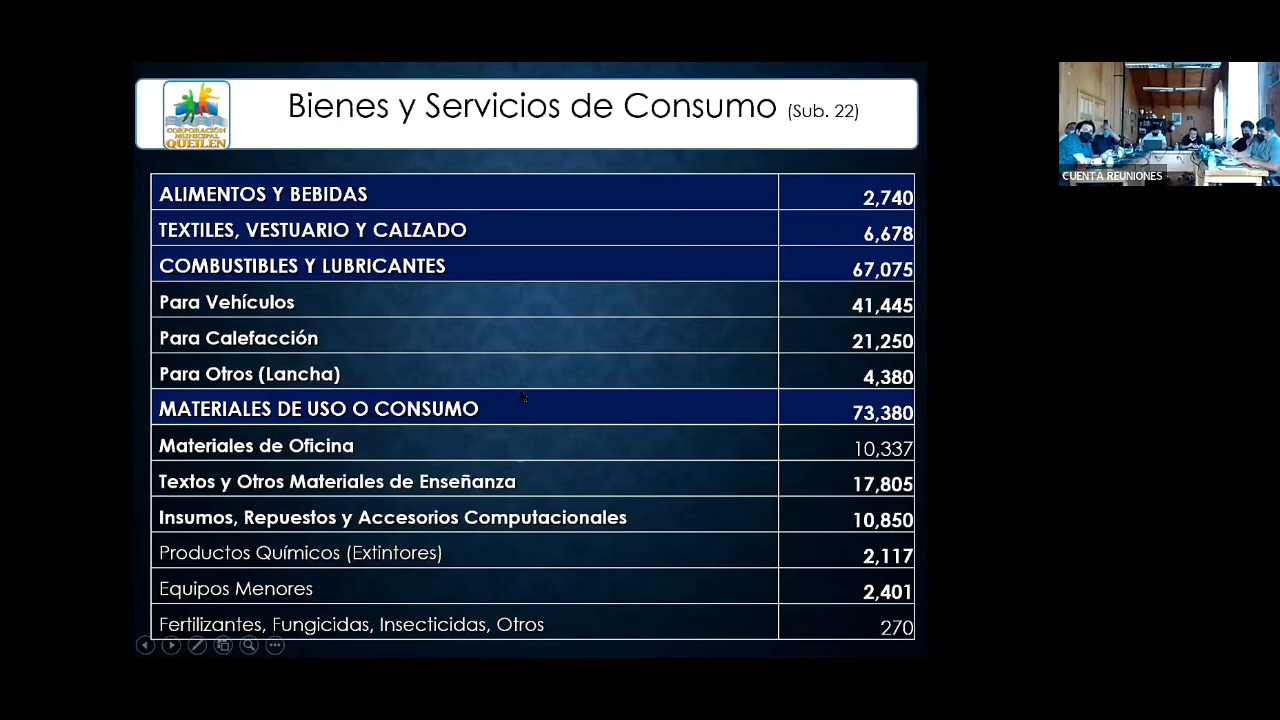 Bienes y Servicios de Consumo (Sub. 22)
CORPORACIÓN
MUNICIPAL
QUEILEN
CUENTA REUNIONES
ALIMENTOS Y BEBIDAS 2,740
TEXTILES, VESTUARIO Y CALZADO 6,678
COMBUSTIBLES Y LUBRICANTES 67,075
Para Vehículos 41,445
Para Calefacción 21,250
Para Otros (Lancha) 4,380
MATERIALES DE USO O CONSUMO 73,380
Materiales de Oficina 10,337
Textos y Otros Materiales de Enseñanza 17,805
Insumos, Repuestos y Accesorios Computacionales 10,850
Productos Químicos (Extintores) 2,117
Equipos Menores 2,401
Fertilizantes, Fungicidas, Insecticidas, Otros 270